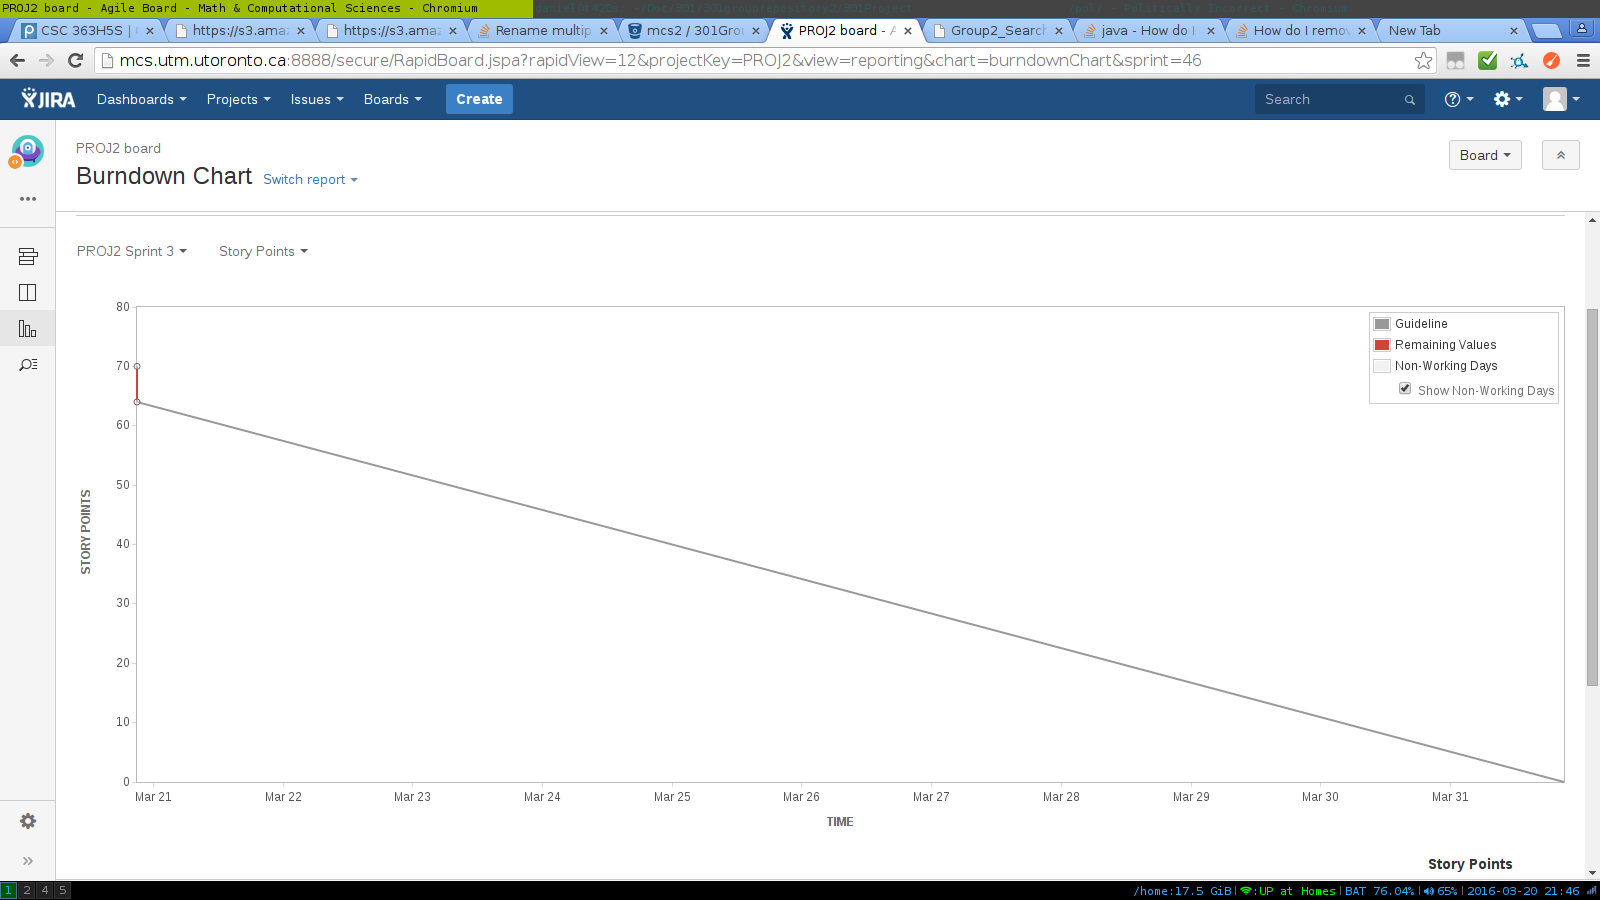 PROJ2 board - Agile Board - Math & Computational Sciences - Chromium
/pol/ - Politically Incorrect - Chromium
CSC 363H5S |
https://s3.ama
https://s3.ama
Rename multip
mcs2 / 301Gro
PROJ2 board - A
Group2_Search
java - How do I
How do I remov
New Tab
mcs.utm.utoronto.ca:8888/secure/RapidBoard.jspa?rapidView=12&projectKey=PROJ2&view=reporting&chart=burndownChart&sprint=46
JIRA Dashboards Projects Issues Boards Create Search
PROJ2 board
Burndown Chart Switch report
Board
PROJ2 Sprint 3 Story Points
80
70
60
50
40
30
20
10
0
STORY POINTS
Guideline
Remaining Values
Non-Working Days
Show Non-Working Days
Mar 21 Mar 22 Mar 23 Mar 24 Mar 25 Mar 26 Mar 27 Mar 28 Mar 29 Mar 30 Mar 31
TIME
Story Points
1 2 4 5
/home:17.5 GiB|:UP at Homes|BAT 76.04%|65%|2016-03-20 21:46